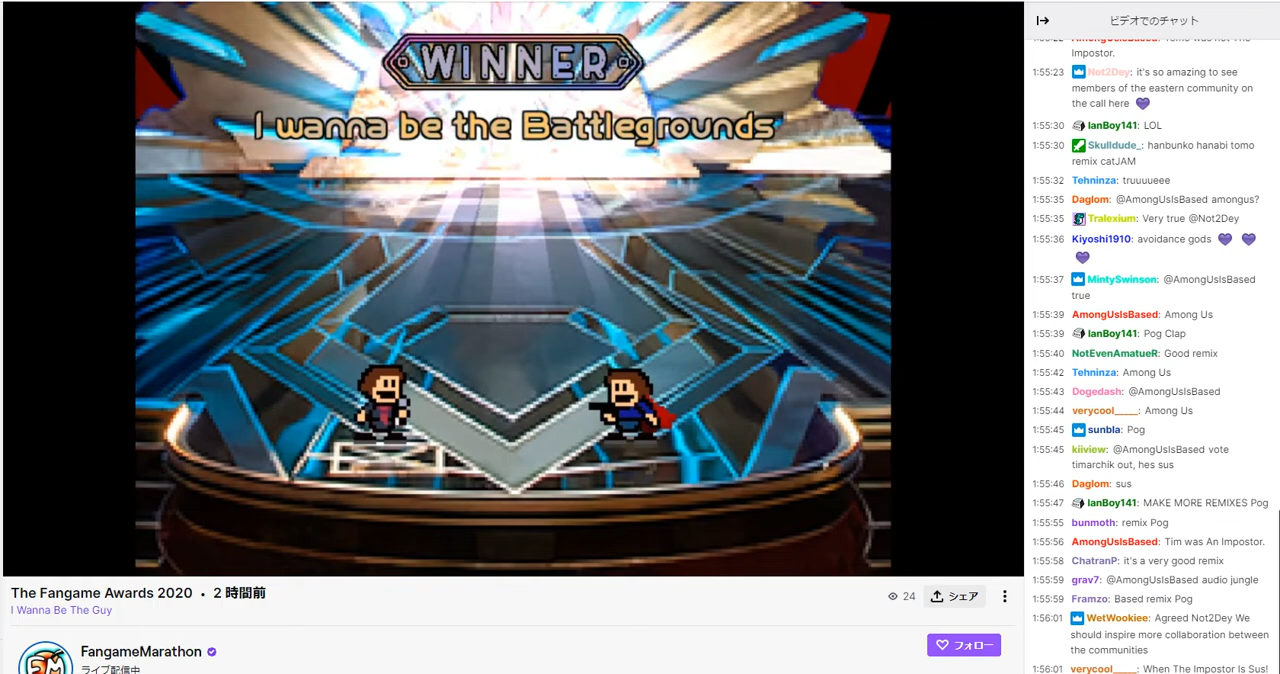 WINNER
I wanna be the Battlegrounds
The Fangame Awards 2020 • 2 時間前
I Wanna Be The Guy
24
シェア
FangameMarathon
ライブ配信中
フォロー
ビデオでのチャット
Impostor.
1:55:23 Not2Dey: it's so amazing to see
members of the eastern community on
the call here
1:55:30 IanBoy141: LOL
1:55:30 Skulldude_: hanbunko hanabi tomo
remix catJAM
1:55:32 Tehninza: truuuueee
1:55:35 Daglom: @AmongUsIsBased amongus?
1:55:35 Tralexium: Very true @Not2Dey
1:55:36 Kiyoshi1910: avoidance gods
1:55:37 MintySwinson: @AmongUsIsBased
true
1:55:39 AmongUsIsBased: Among Us
1:55:39 IanBoy141: Pog Clap
1:55:40 NotEvenAmatueR: Good remix
1:55:42 Tehninza: Among Us
1:55:43 Dogedash: @AmongUsIsBased
1:55:44 verycool_____: Among Us
1:55:45 sunbla: Pog
1:55:45 kiiview: @AmongUsIsBased vote
timarchik out, hes sus
1:55:46 Daglom: sus
1:55:47 IanBoy141: MAKE MORE REMIXES Pog
1:55:55 bunmoth: remix Pog
1:55:56 AmongUsIsBased: Tim was An Impostor.
1:55:58 ChatranP: it's a very good remix
1:55:59 grav7: @AmongUsIsBased audio jungle
1:55:59 Framzo: Based remix Pog
1:56:01 WetWookiee: Agreed Not2Dey We
should inspire more collaboration between
the communities
1:56:01 verycool_____: When The Impostor Is Sus!